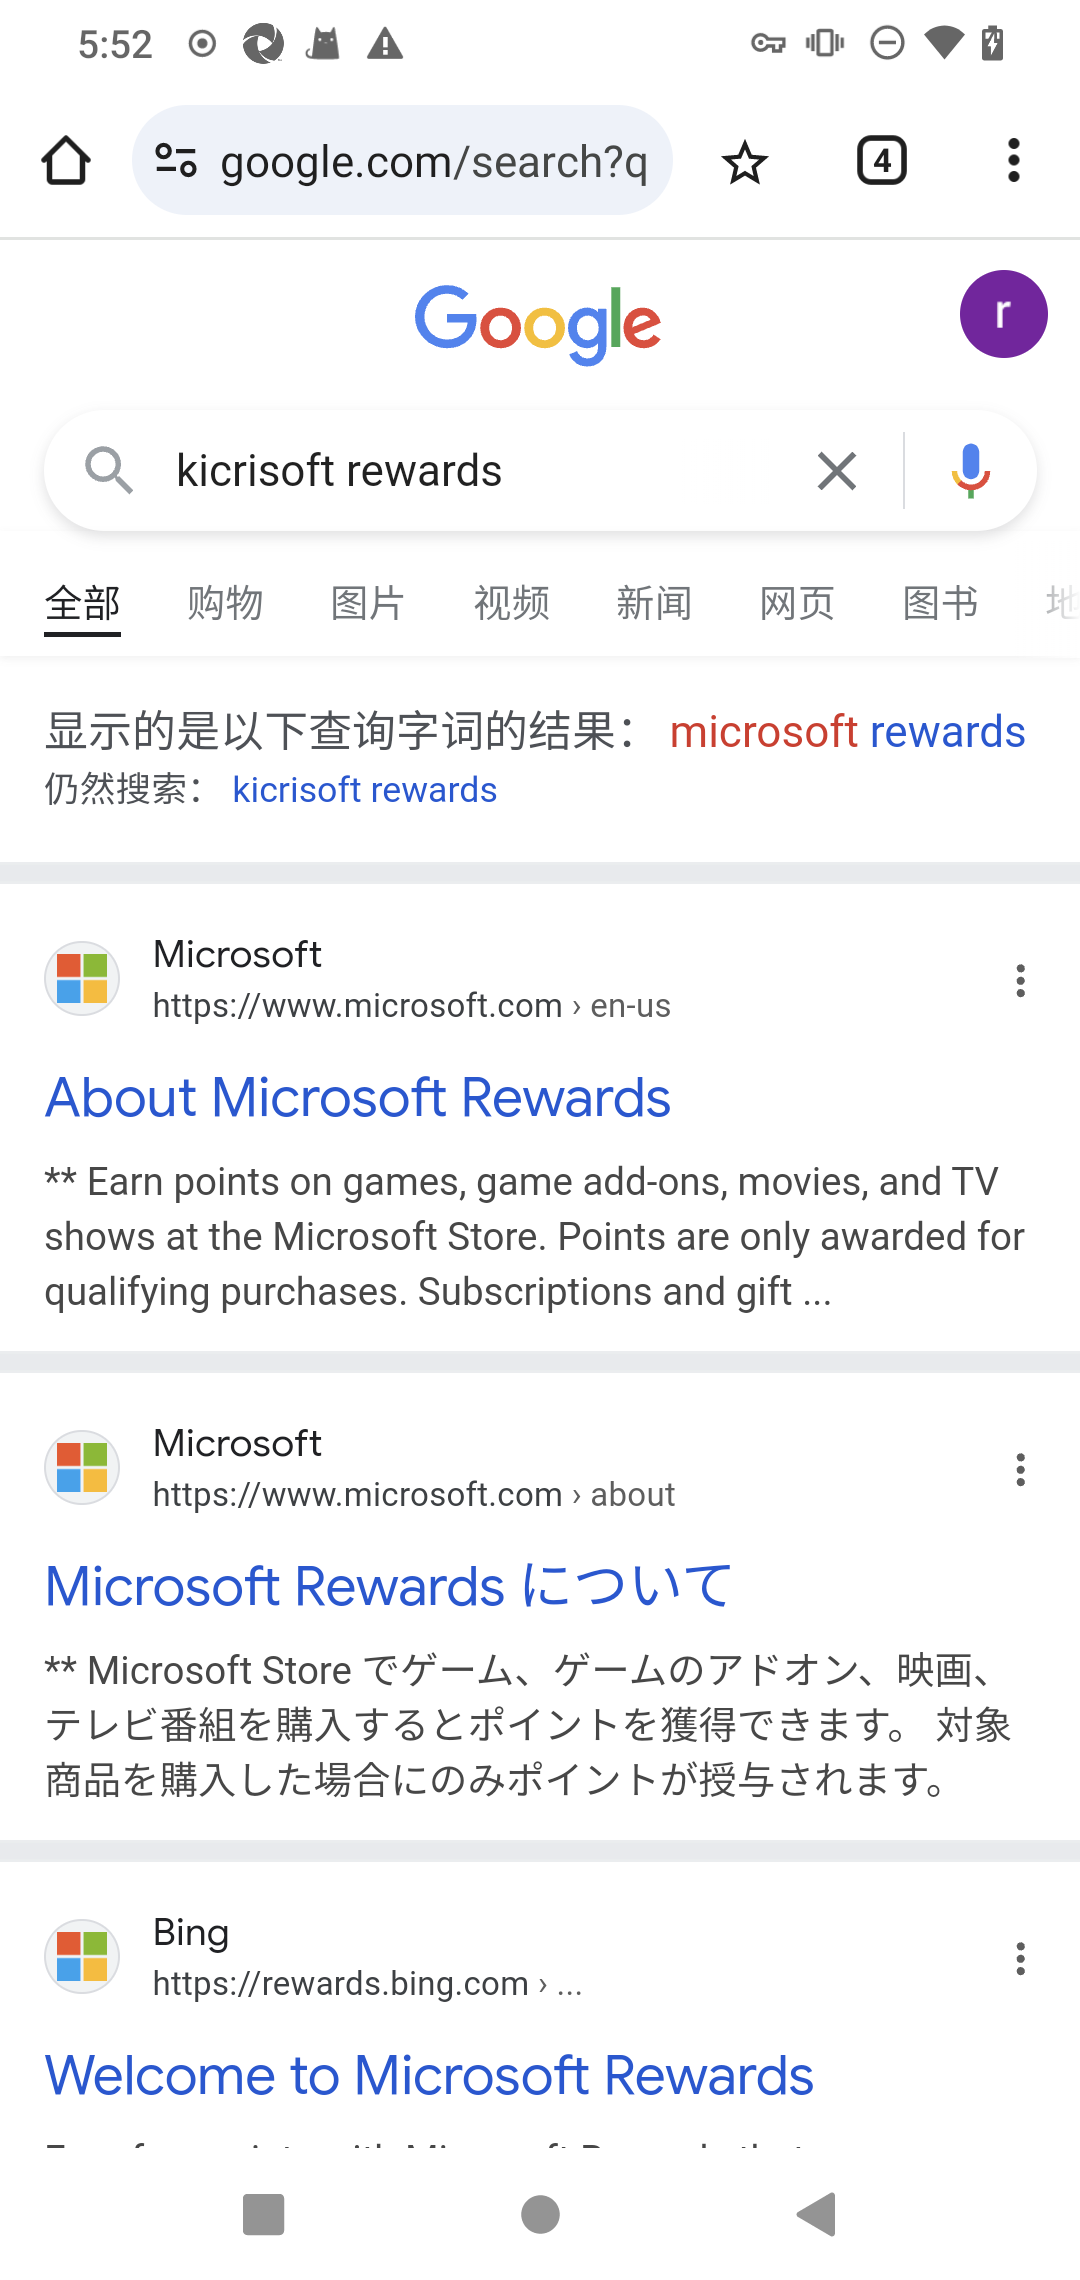 5:52
google.com/search?q
4
Google
r
kicrisoft rewards
全部 购物 图片 视频 新闻 网页 图书 地
显示的是以下查询字词的结果： microsoft rewards
仍然搜索： kicrisoft rewards
Microsoft
https://www.microsoft.com › en-us
About Microsoft Rewards
** Earn points on games, game add-ons, movies, and TV
shows at the Microsoft Store. Points are only awarded for
qualifying purchases. Subscriptions and gift ...
Microsoft
https://www.microsoft.com › about
Microsoft Rewards について
** Microsoft Store でゲーム、ゲームのアドオン、映画、
テレビ番組を購入するとポイントを獲得できます。 対象
商品を購入した場合にのみポイントが授与されます。
Bing
https://rewards.bing.com › ...
Welcome to Microsoft Rewards